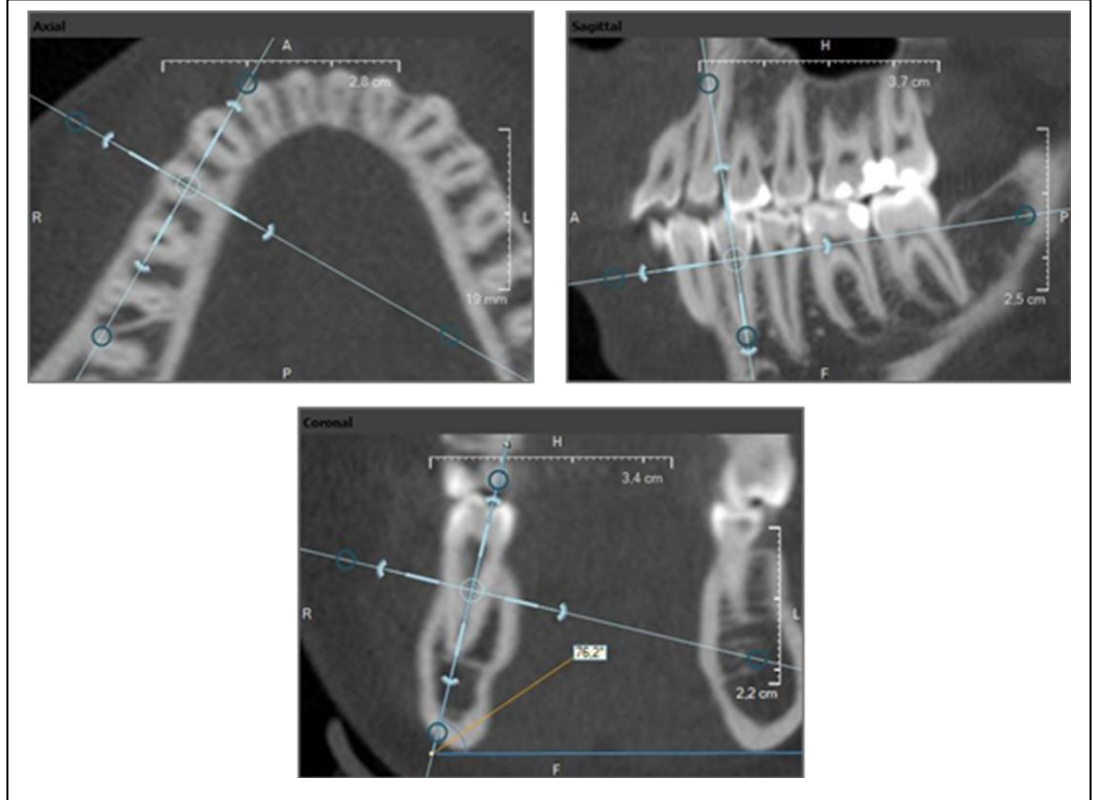 Axial
A
2,8 cm
R
L
19 mm
P
Sagittal
H
3,7 cm
A
P
2,5 cm
F
Coronal
H
3,4 cm
R
L
76,2°
2,2 cm
F